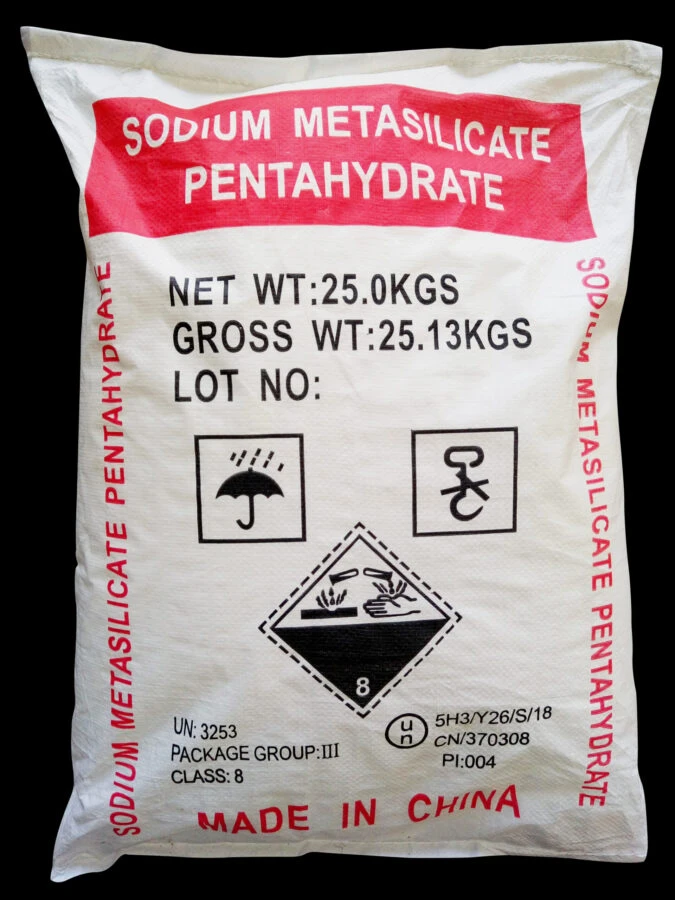 SODIUM METASILICATE
PENTAHYDRATE
NET WT:25.0KGS
GROSS WT:25.13KGS
LOT NO:
SODIUM METASILICATE PENTAHYDRATE
SODIUM METASILICATE PENTAHYDRATE
8
UN: 3253
PACKAGE GROUP:III
CLASS: 8
un
5H3/Y26/S/18
CN/370308
PI:004
MADE IN CHINA